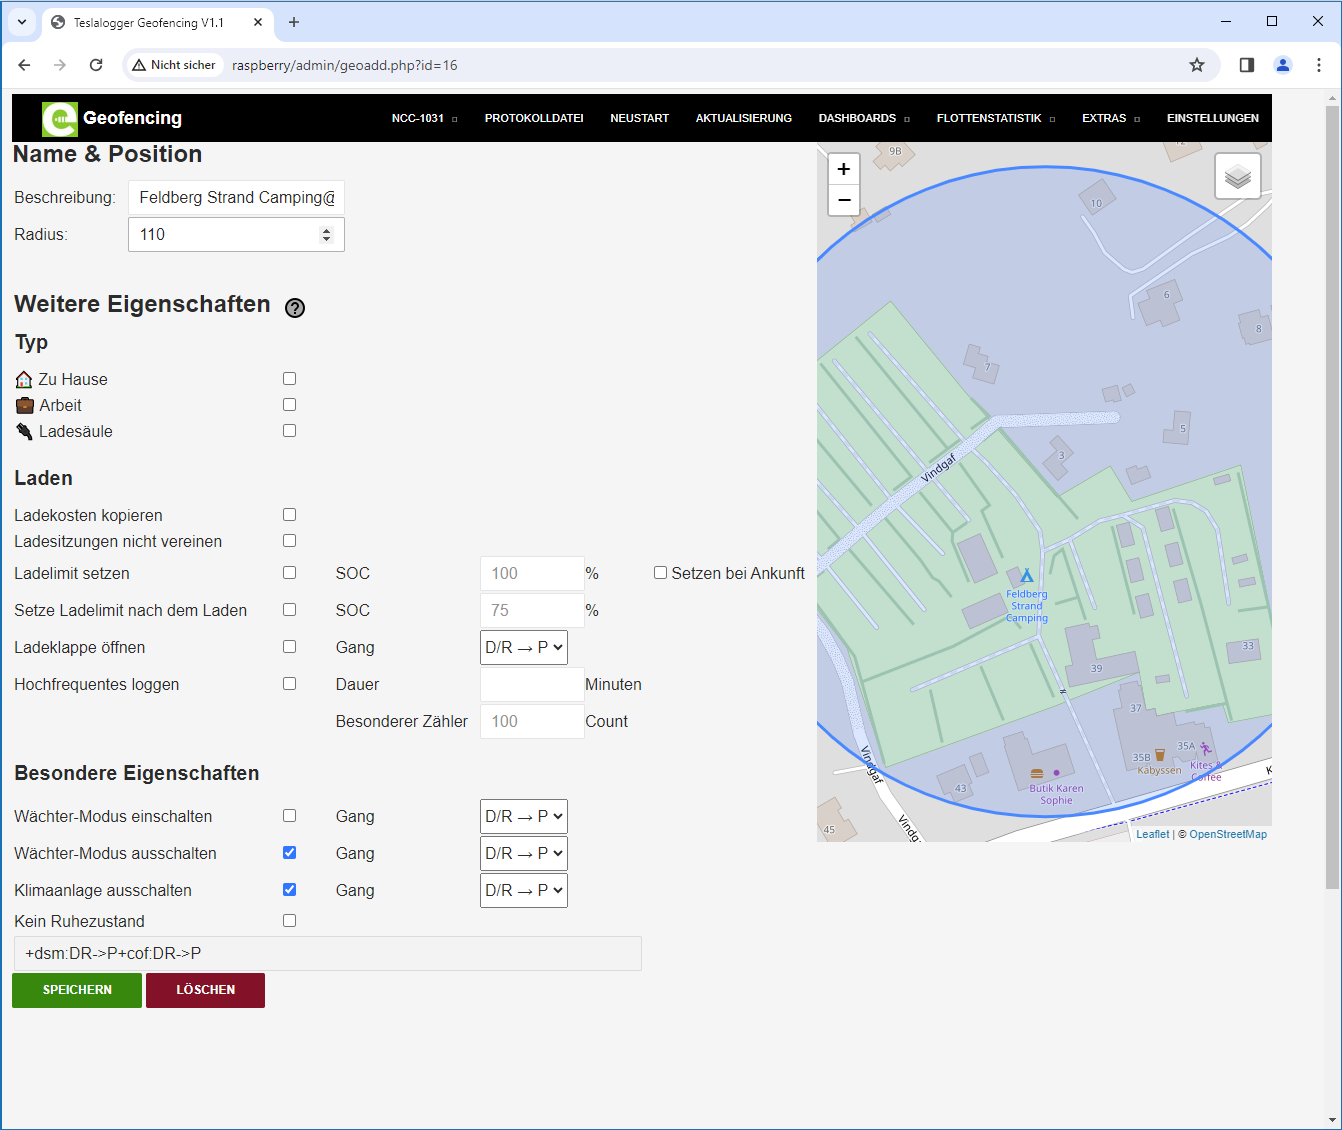 Teslalogger Geofencing V1.1
Nicht sicher raspberry/admin/geoadd.php?id=16
Geofencing NCC-1031 PROTOKOLLDATEI NEUSTART AKTUALISIERUNG DASHBOARDS FLOTTENSTATISTIK EXTRAS EINSTELLUNGEN
Name & Position
Beschreibung: Feldberg Strand Camping@
Radius: 110
Weitere Eigenschaften ?
Typ
Zu Hause
Arbeit
Ladesäule
Laden
Ladekosten kopieren
Ladesitzungen nicht vereinen
Ladelimit setzen SOC 100 % Setzen bei Ankunft
Setze Ladelimit nach dem Laden SOC 75 %
Ladeklappe öffnen Gang D/R → P
Hochfrequentes loggen Dauer Minuten
Besonderer Zähler 100 Count
Besondere Eigenschaften
Wächter-Modus einschalten Gang D/R → P
Wächter-Modus ausschalten Gang D/R → P
Klimaanlage ausschalten Gang D/R → P
Kein Ruhezustand
+dsm:DR->P+cof:DR->P
SPEICHERN LÖSCHEN
+
−
9B
12
10
6
8
7
5
3
Vindgaf
Feldberg
Strand
Camping
33
39
37
35A
35B
Kabyssen
Kites &
Coffee
Vindgaf
43
Butik Karen
Sophie
45
Vindg
K
Leaflet | © OpenStreetMap